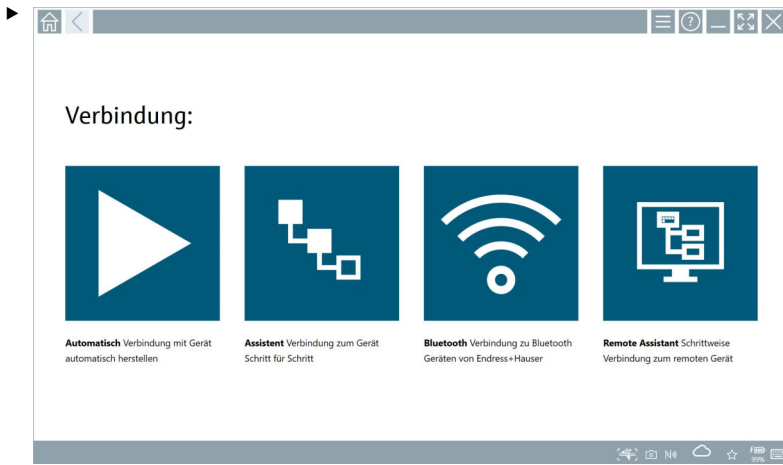 Verbindung:
Automatisch Verbindung mit Gerät
automatisch herstellen
Assistent Verbindung zum Gerät
Schritt für Schritt
Bluetooth Verbindung zu Bluetooth
Geräten von Endress+Hauser
Remote Assistant Schrittweise
Verbindung zum remoten Gerät
99%